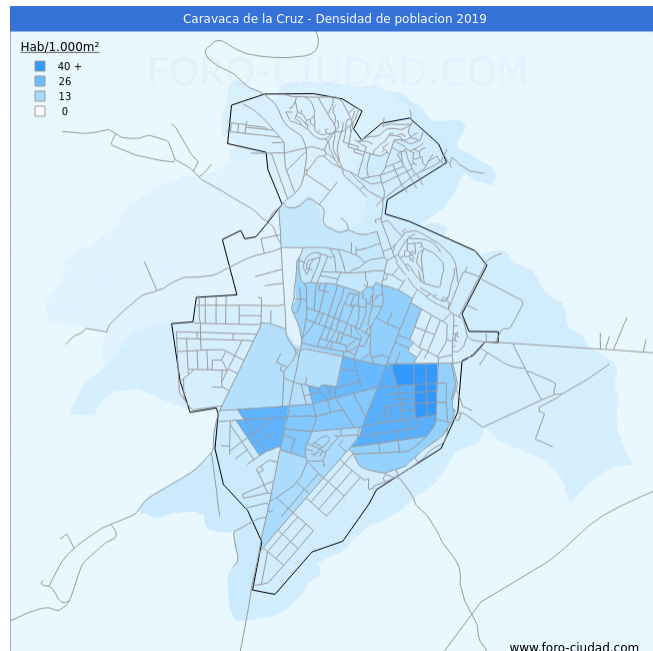 Caravaca de la Cruz - Densidad de poblacion 2019
Hab/1.000m²
40 +
26
13
0
FORO-CIUDAD.COM
www.foro-ciudad.com